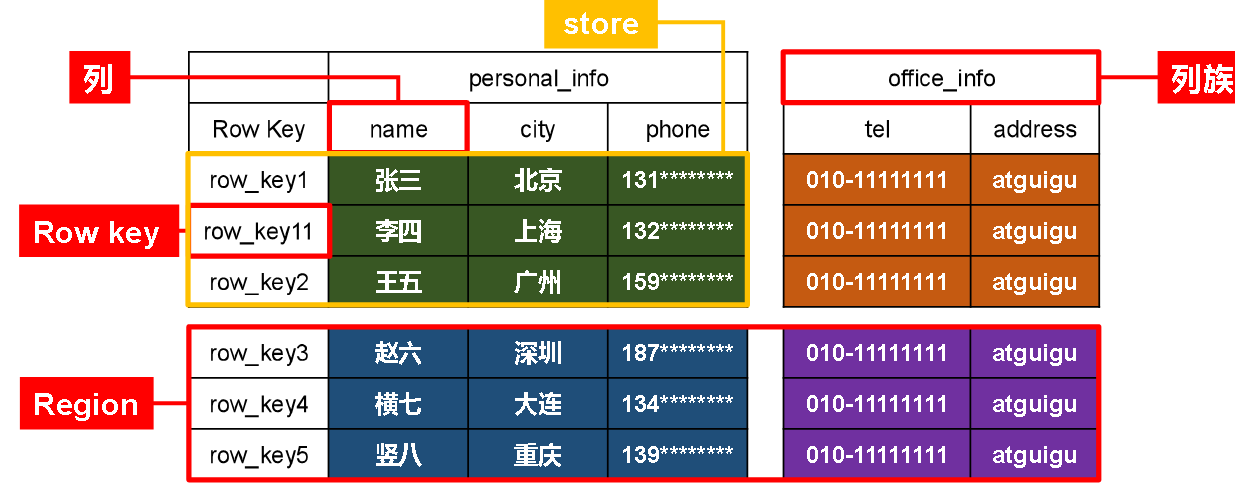 store
列 personal_info office_info 列族
Row Key name city phone tel address
row_key1 张三 北京 131******** 010-11111111 atguigu
Row key row_key11 李四 上海 132******** 010-11111111 atguigu
row_key2 王五 广州 159******** 010-11111111 atguigu
row_key3 赵六 深圳 187******** 010-11111111 atguigu
Region row_key4 横七 大连 134******** 010-11111111 atguigu
row_key5 竖八 重庆 139******** 010-11111111 atguigu